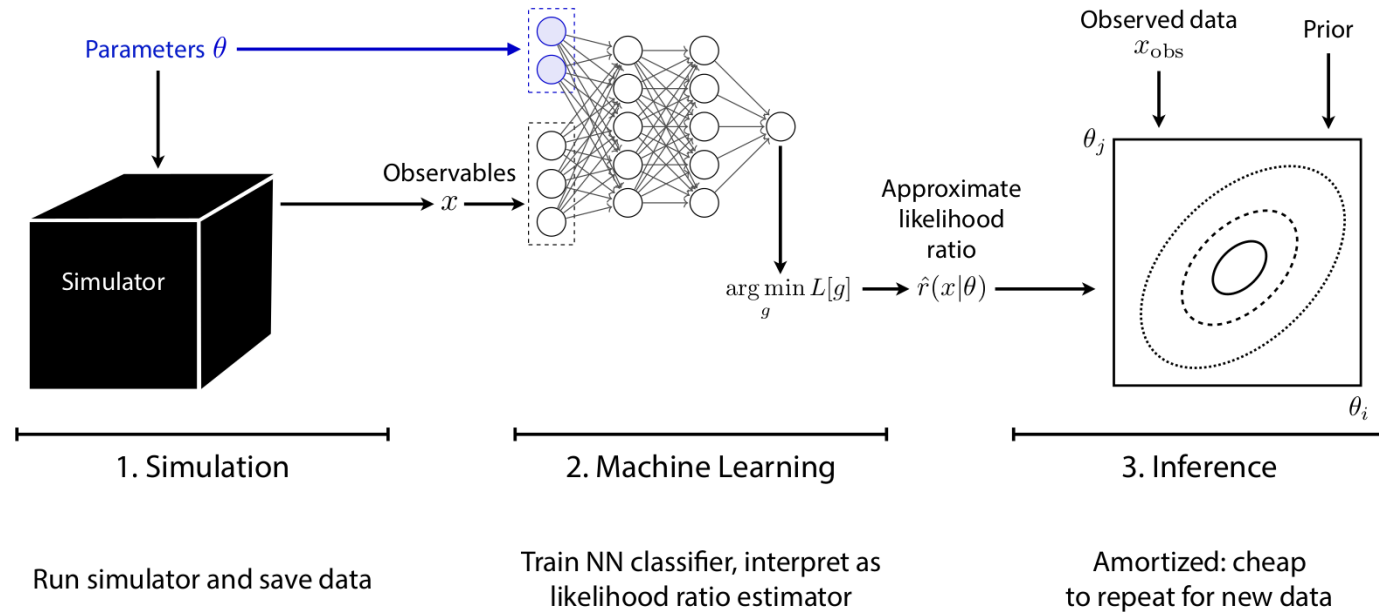 Parameters θ
Simulator
Observables
x
arg min L[g]
g
Approximate
likelihood
ratio
r̂(x|θ)
Observed data
x_obs
Prior
θ_j
θ_i
1. Simulation
2. Machine Learning
3. Inference
Run simulator and save data
Train NN classifier, interpret as
likelihood ratio estimator
Amortized: cheap
to repeat for new data